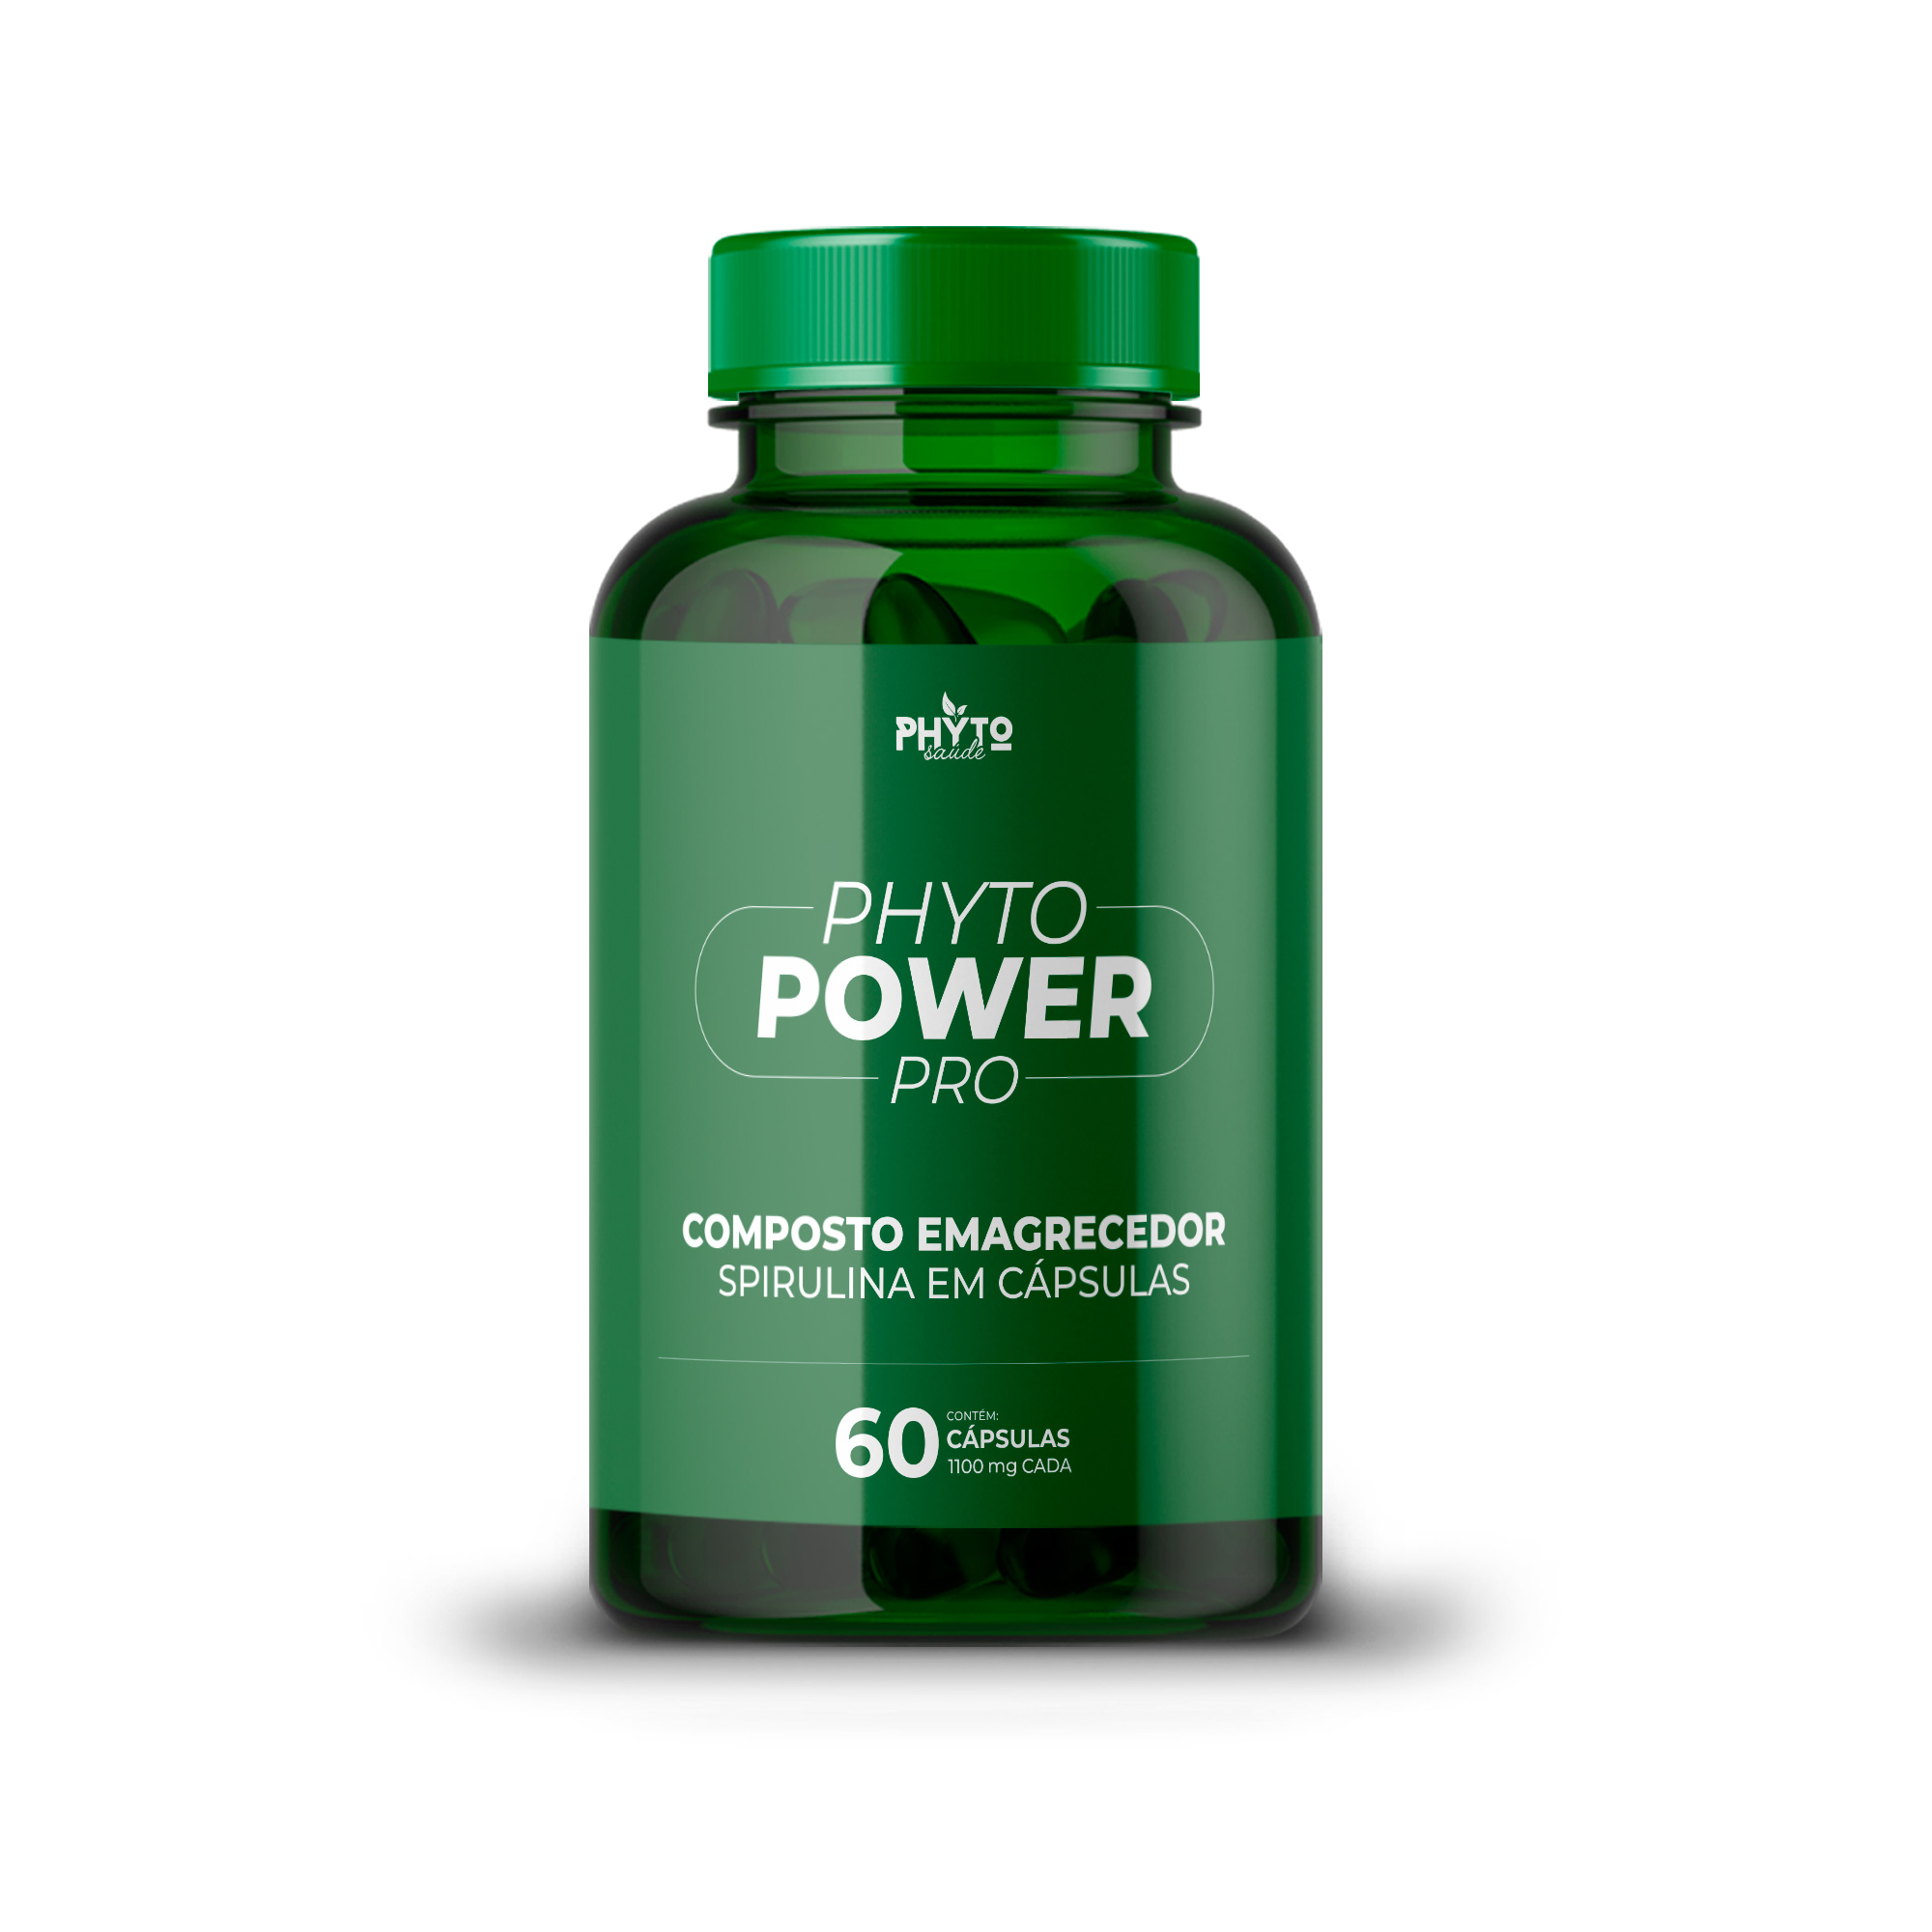 PHYTO
saúde
PHYTO
POWER
PRO
COMPOSTO EMAGRECEDOR
SPIRULINA EM CÁPSULAS
60
CONTÉM:
CÁPSULAS
1100 mg CADA